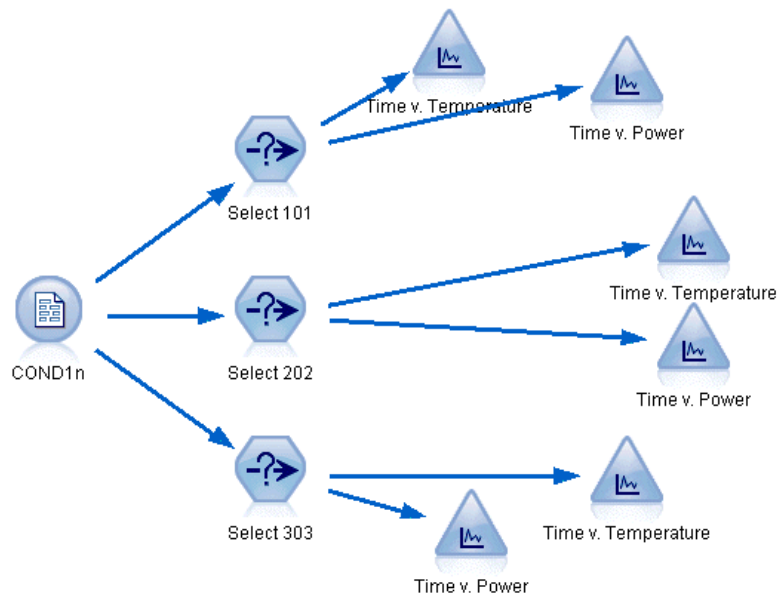 Time v. Temperature
Time v. Power
Select 101
Time v. Temperature
COND1n
Select 202
Time v. Power
Select 303
Time v. Temperature
Time v. Power